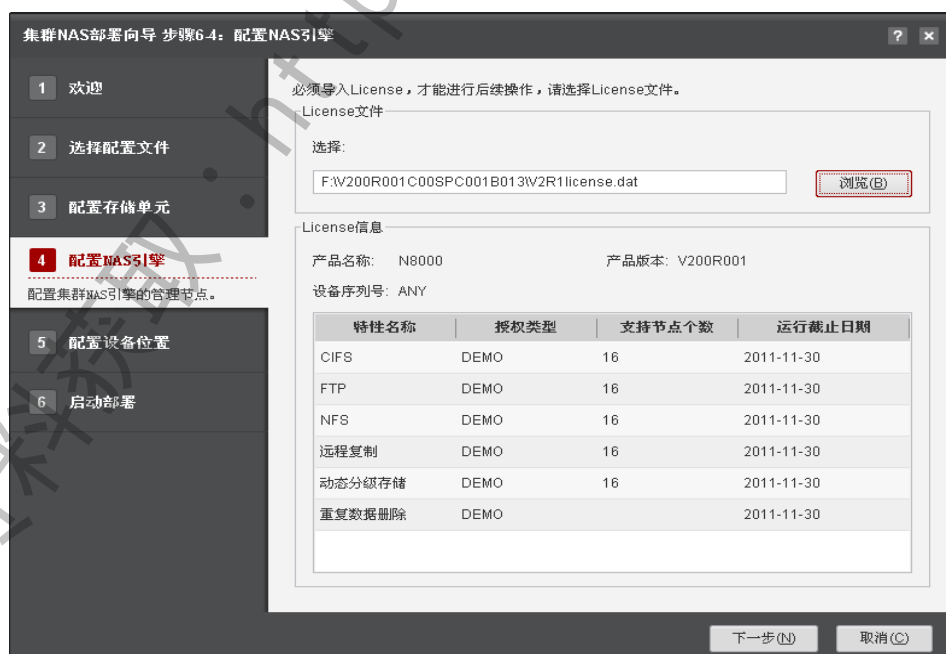 集群NAS部署向导 步骤6-4：配置NAS引擎
1 欢迎
2 选择配置文件
3 配置存储单元
4 配置NAS引擎
配置集群NAS引擎的管理节点。
5 配置设备位置
6 启动部署
必须导入License，才能进行后续操作，请选择License文件。
License文件
选择:
F:\V200R001C00SPC001B013\V2R1license.dat
浏览(B)
License信息
产品名称: N8000 产品版本: V200R001
设备序列号: ANY
特性名称 授权类型 支持节点个数 运行截止日期
CIFS DEMO 16 2011-11-30
FTP DEMO 16 2011-11-30
NFS DEMO 16 2011-11-30
远程复制 DEMO 16 2011-11-30
动态分级存储 DEMO 16 2011-11-30
重复数据删除 DEMO 2011-11-30
下一步(N) 取消(C)
料获取：http